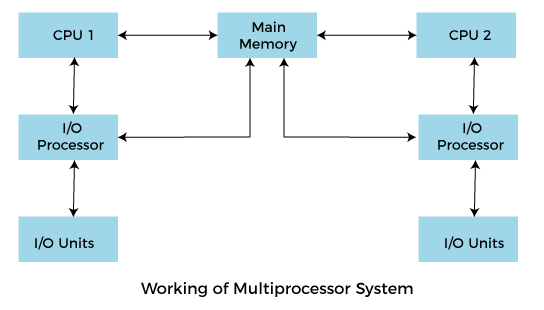 CPU 1
Main
Memory
CPU 2
I/O
Processor
I/O
Processor
I/O Units
I/O Units
Working of Multiprocessor System